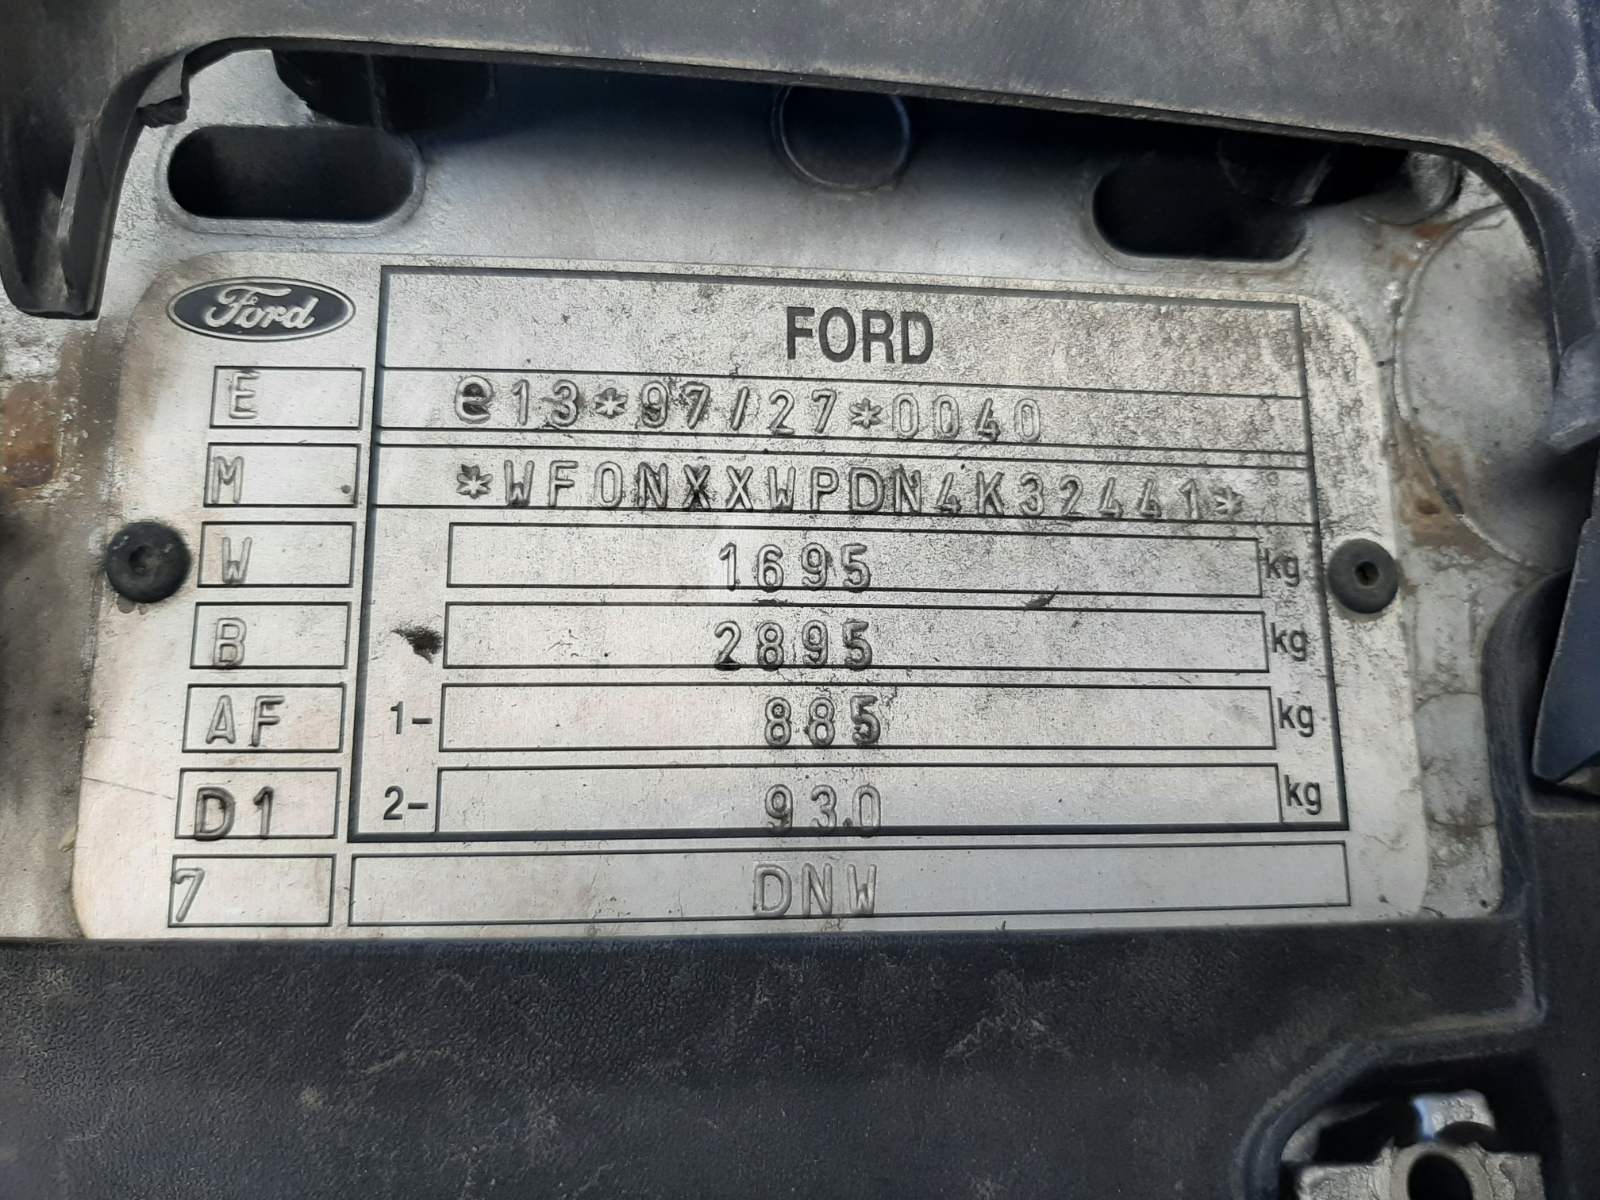 Ford FORD
E e13*97/27*0040
M *WF0NXXWPDN4K32441*
W 1695 kg
B 2895 kg
AF 1- 885 kg
D1 2- 930 kg
7 DNW